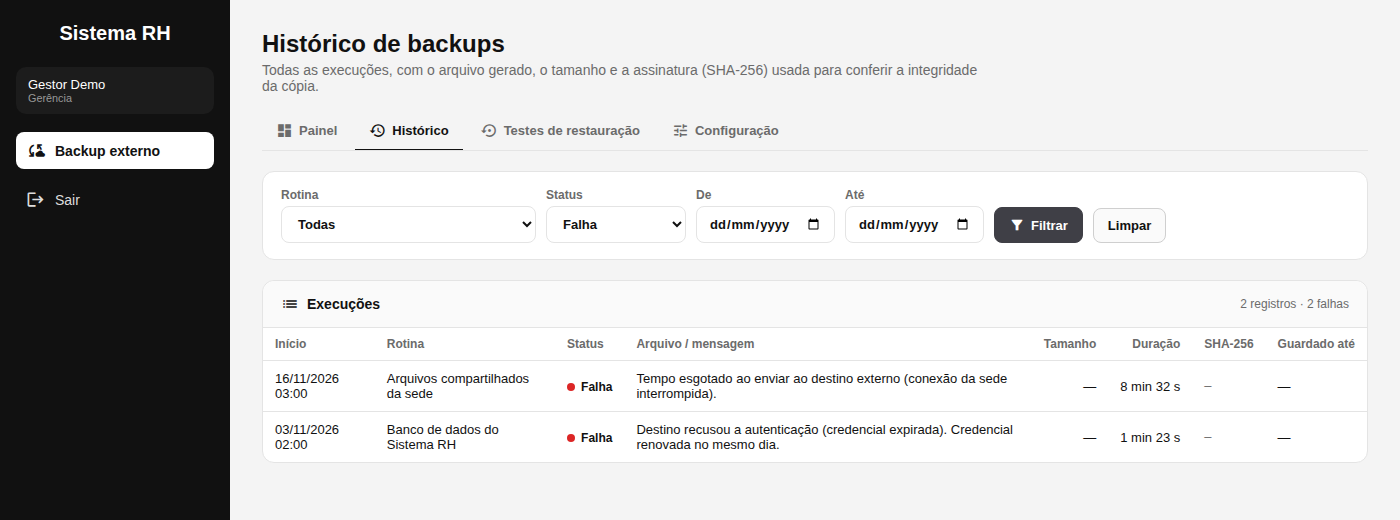 Sistema RH
Gestor Demo
Gerência
Backup externo
Sair
Histórico de backups
Todas as execuções, com o arquivo gerado, o tamanho e a assinatura (SHA-256) usada para conferir a integridade
da cópia.
Painel Histórico Testes de restauração Configuração
Rotina Status De Até
Todas Falha dd/mm/yyyy dd/mm/yyyy Filtrar Limpar
Execuções 2 registros · 2 falhas
Início Rotina Status Arquivo / mensagem Tamanho Duração SHA-256 Guardado até
16/11/2026 Arquivos compartilhados Tempo esgotado ao enviar ao destino externo (conexão da sede
Falha — 8 min 32 s – —
03:00 da sede interrompida).
03/11/2026 Banco de dados do Destino recusou a autenticação (credencial expirada). Credencial
Falha — 1 min 23 s – —
02:00 Sistema RH renovada no mesmo dia.